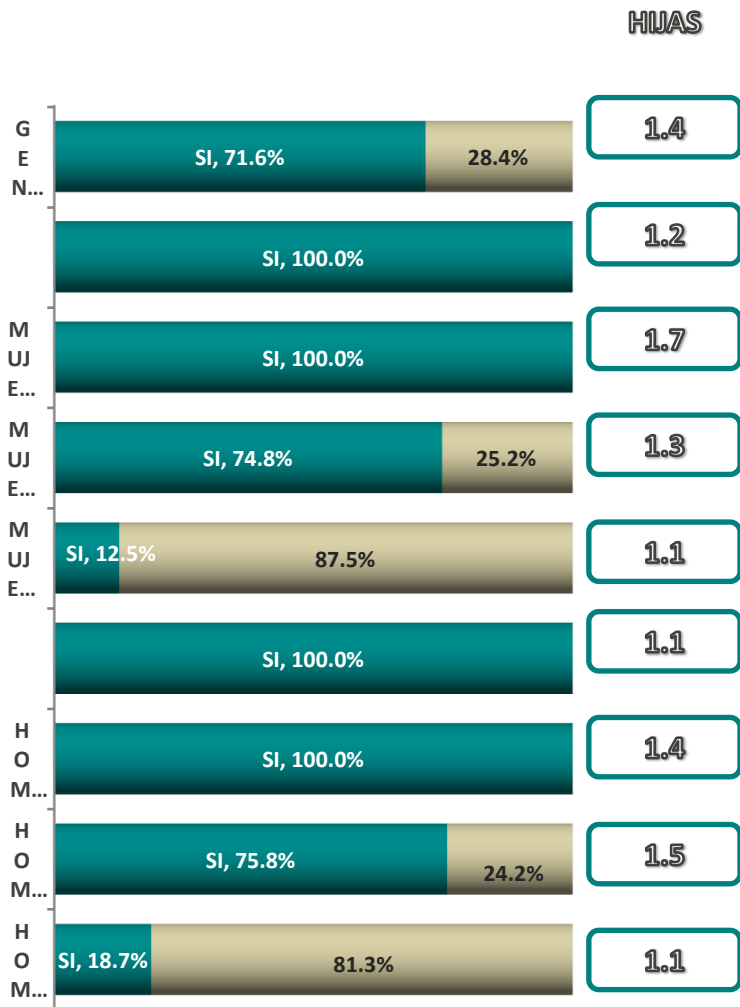 HIJAS
G
E
N...
SI, 71.6%
28.4%
1.4
SI, 100.0%
1.2
M
UJ
E...
SI, 100.0%
1.7
M
UJ
E...
SI, 74.8%
25.2%
1.3
M
UJ
E...
SI, 12.5%
87.5%
1.1
SI, 100.0%
1.1
H
O
M...
SI, 100.0%
1.4
H
O
M...
SI, 75.8%
24.2%
1.5
H
O
M...
SI, 18.7%
81.3%
1.1